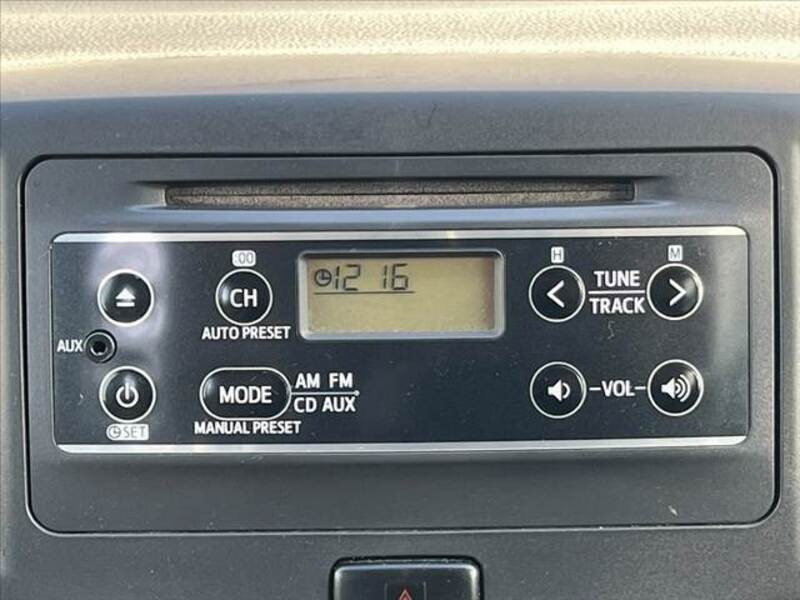 :00
H
M
12 16
CH
TUNE
TRACK
AUTO PRESET
AUX
MODE
AM FM
CD AUX
VOL
SET
MANUAL PRESET